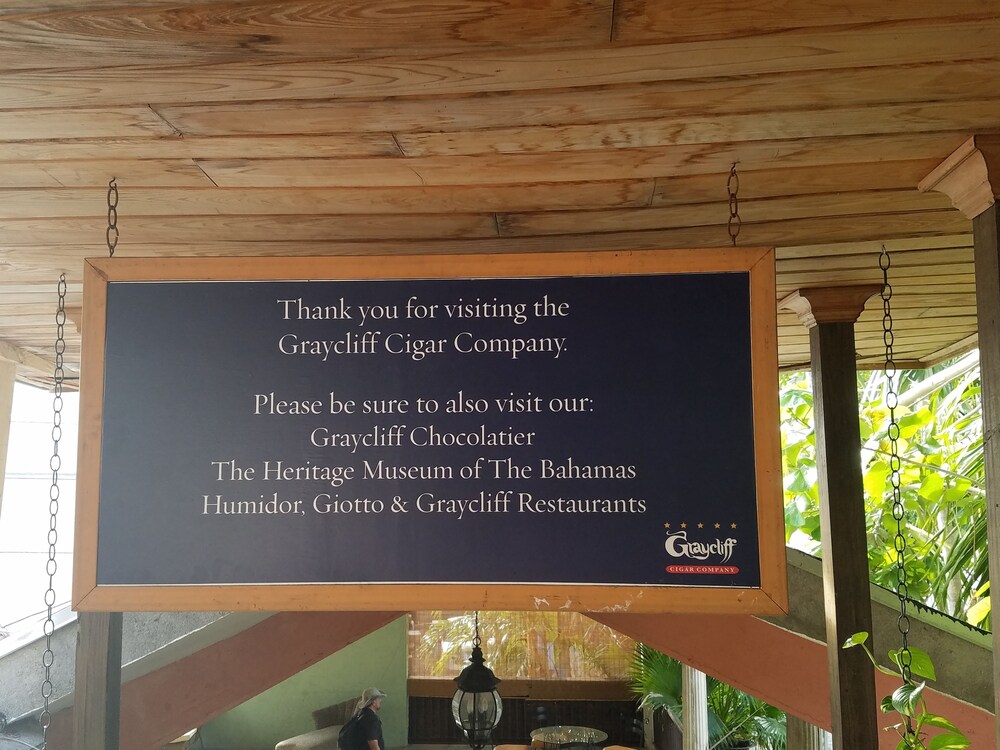 Thank you for visiting the
Graycliff Cigar Company.
Please be sure to also visit our:
Graycliff Chocolatier
The Heritage Museum of The Bahamas
Humidor, Giotto & Graycliff Restaurants
Graycliff
CIGAR COMPANY